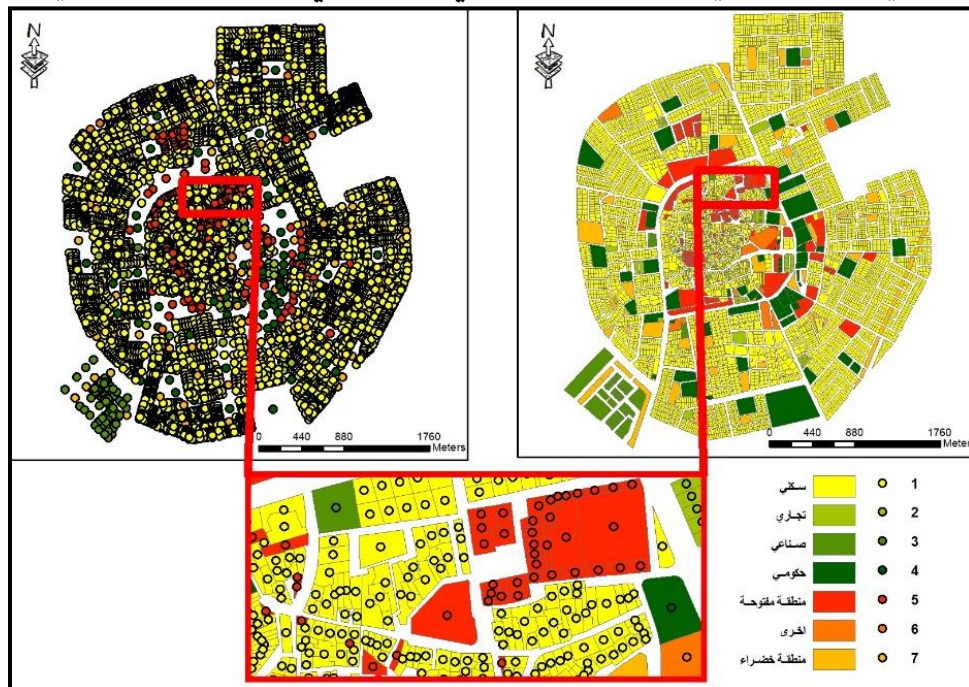 N
N
0 440 880 1760
Meters
0 440 880 1760
Meters
سكني 1
تجاري 2
صناعي 3
حكومي 4
منطقة مفتوحة 5
اخرى 6
منطقة خضراء 7